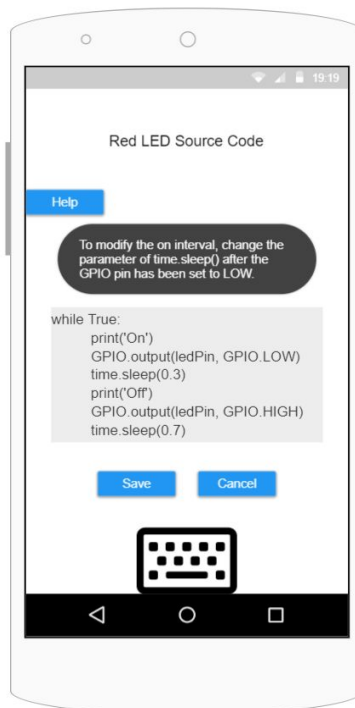 19:19
Red LED Source Code
Help
To modify the on interval, change the
parameter of time.sleep() after the
GPIO pin has been set to LOW.
while True:
print('On')
GPIO.output(ledPin, GPIO.LOW)
time.sleep(0.3)
print('Off')
GPIO.output(ledPin, GPIO.HIGH)
time.sleep(0.7)
Save Cancel